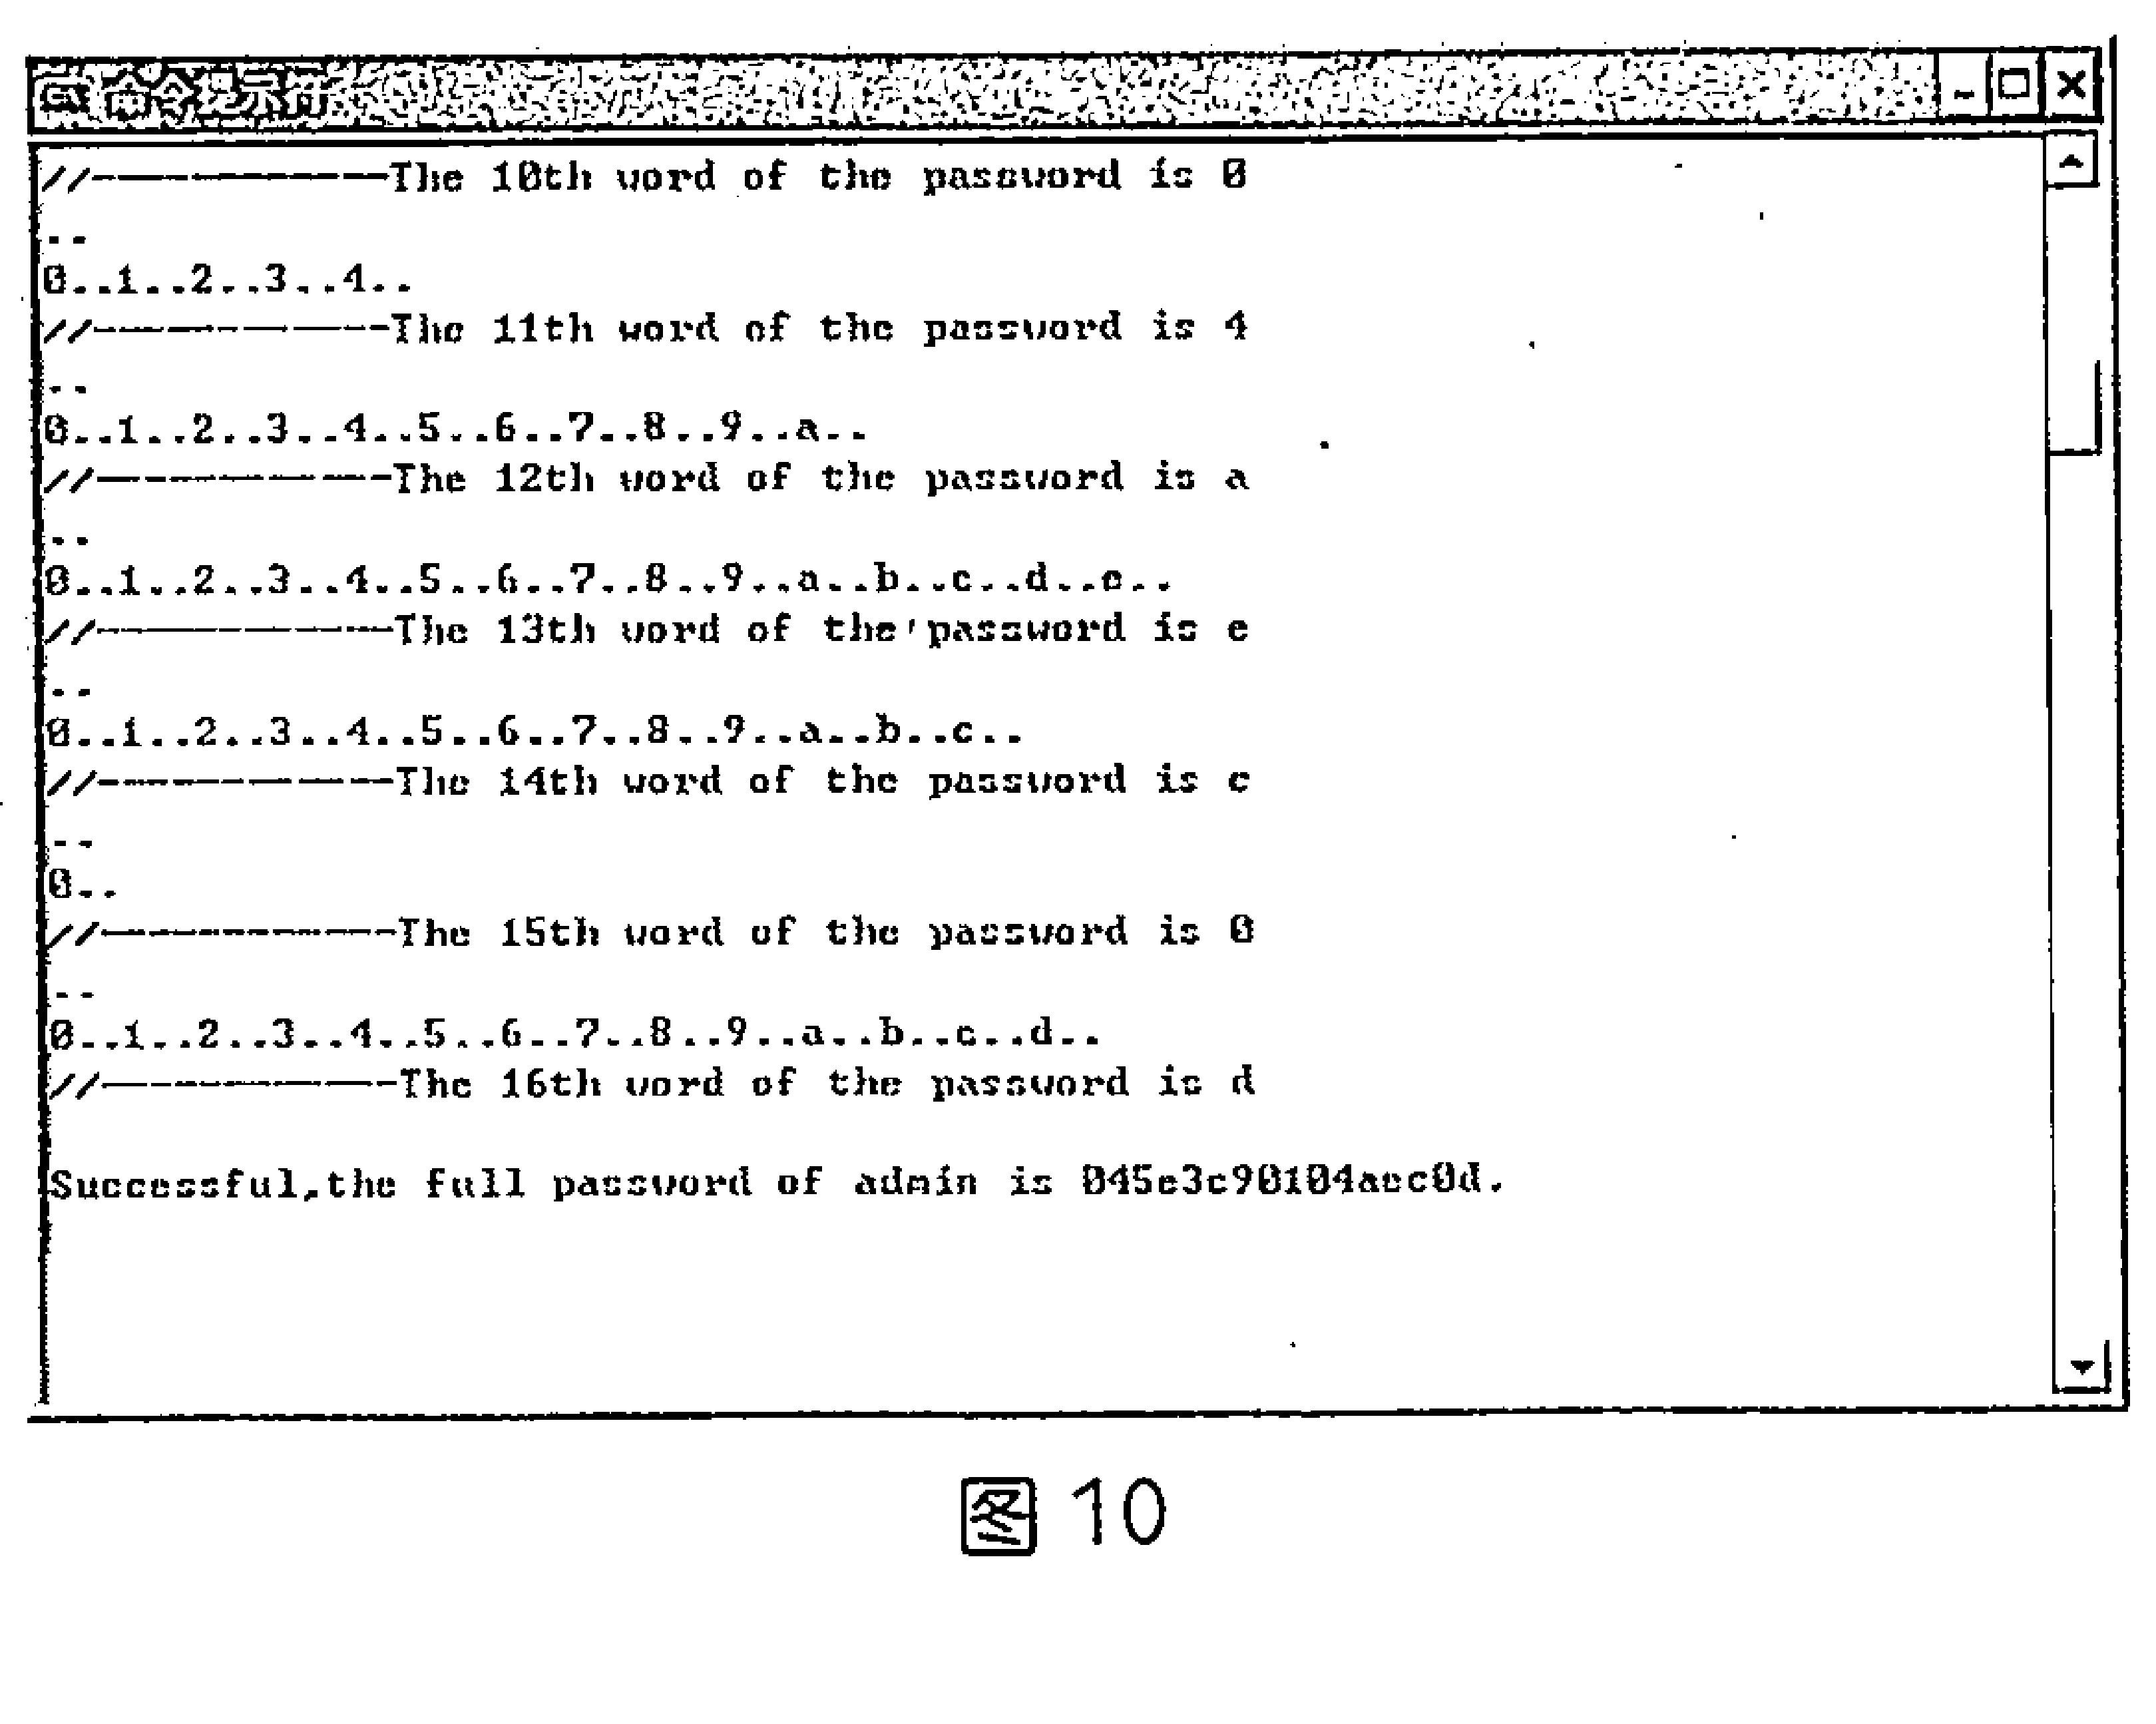 命令提示符
//------------The 10th word of the password is 0
..
0..1..2..3..4..
//------------The 11th word of the password is 4
..
0..1..2..3..4..5..6..7..8..9..a..
//------------The 12th word of the password is a
..
0..1..2..3..4..5..6..7..8..9..a..b..c..d..e..
//------------The 13th word of the password is e
..
0..1..2..3..4..5..6..7..8..9..a..b..c..
//------------The 14th word of the password is c
..
0..
//------------The 15th word of the password is 0
..
0..1..2..3..4..5..6..7..8..9..a..b..c..d..
//------------The 16th word of the password is d
Successful,the full password of admin is 045e3c90104aec0d.
图 10